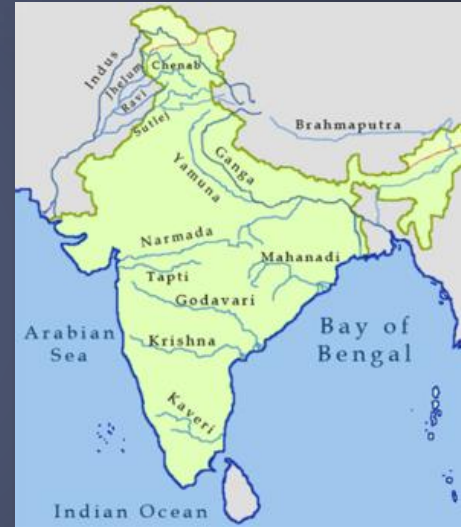 Indus
Jhelum
Chenab
Ravi
Sutlej
Brahmaputra
Ganga
Yamuna
Narmada
Mahanadi
Tapti
Godavari
Arabian
Sea
Krishna
Bay of
Bengal
Kaveri
Indian Ocean